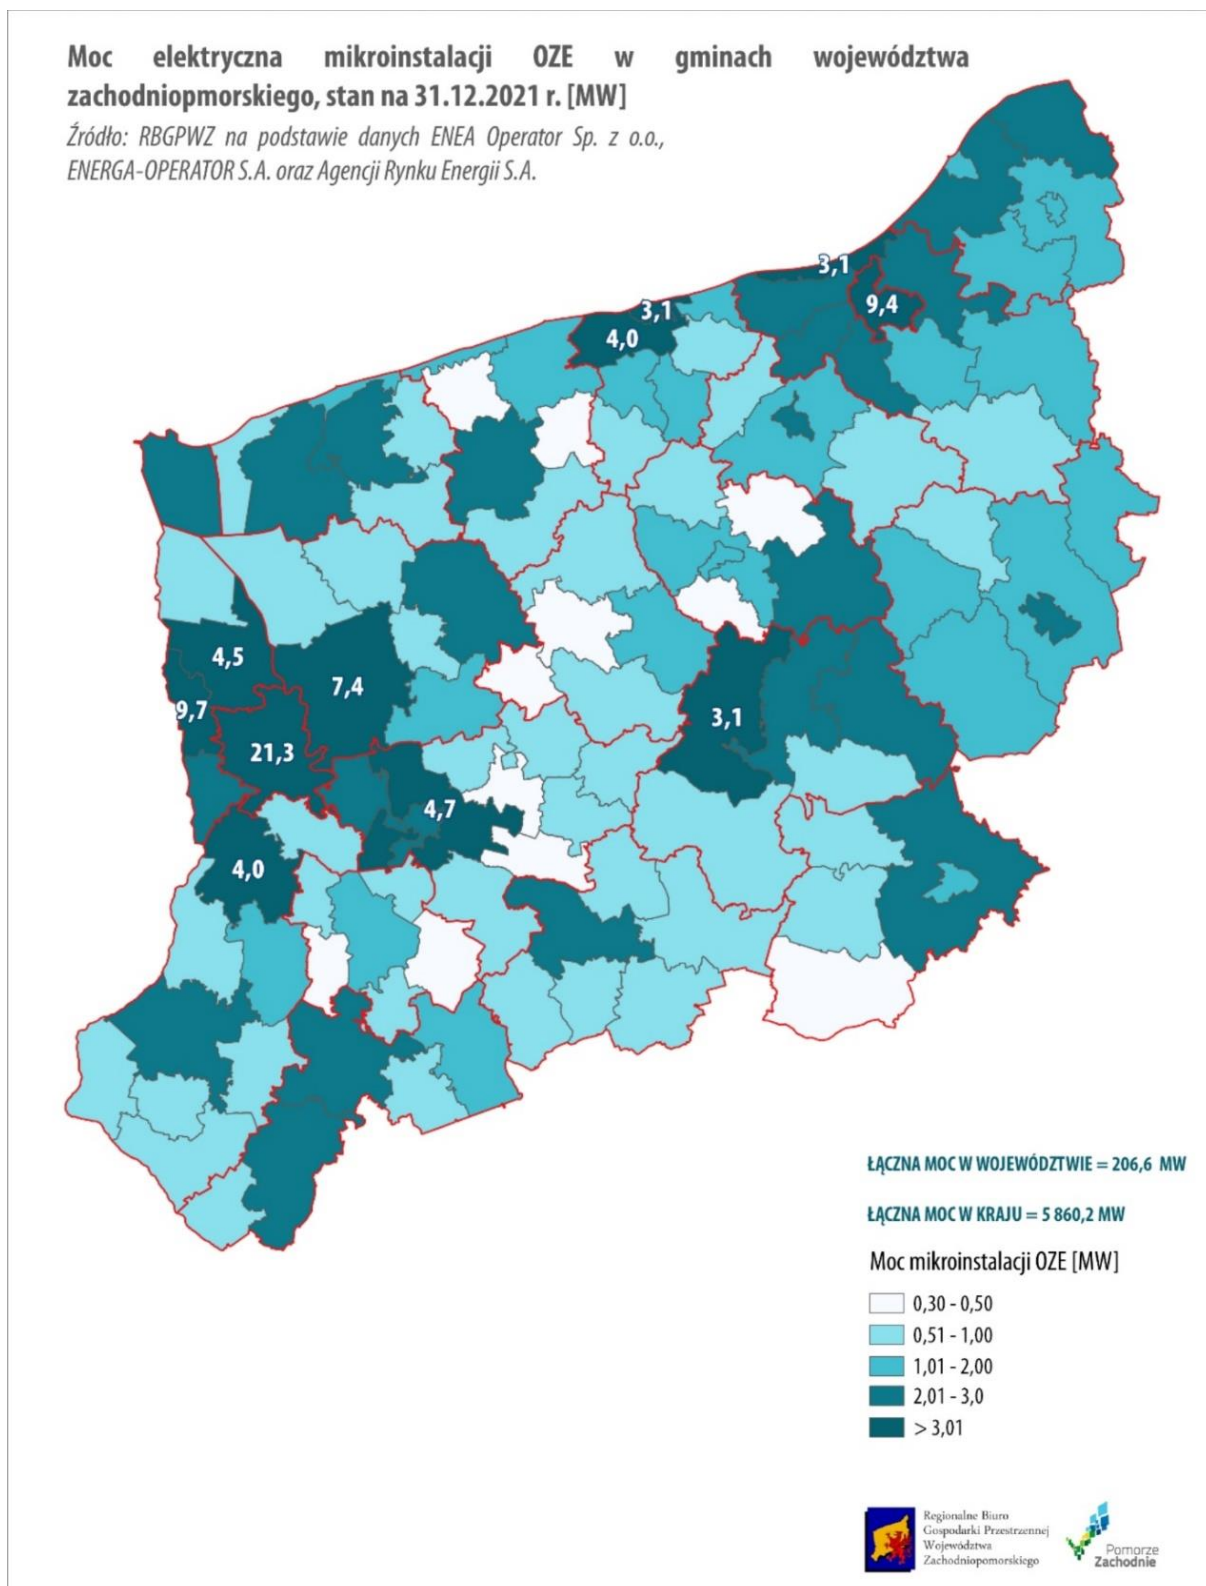 Moc elektryczna mikroinstalacji OZE w gminach województwa
zachodniopmorskiego, stan na 31.12.2021 r. [MW]
Źródło: RBGPWZ na podstawie danych ENEA Operator Sp. z o.o.,
ENERGA-OPERATOR S.A. oraz Agencji Rynku Energii S.A.
3,1
9,4
3,1
4,0
4,5
7,4
9,7
3,1
21,3
4,7
4,0
ŁĄCZNA MOC W WOJEWÓDZTWIE = 206,6 MW
ŁĄCZNA MOC W KRAJU = 5 860,2 MW
Moc mikroinstalacji OZE [MW]
0,30 - 0,50
0,51 - 1,00
1,01 - 2,00
2,01 - 3,0
> 3,01
Regionalne Biuro
Gospodarki Przestrzennej
Województwa
Zachodniopomorskiego
Pomorze
Zachodnie